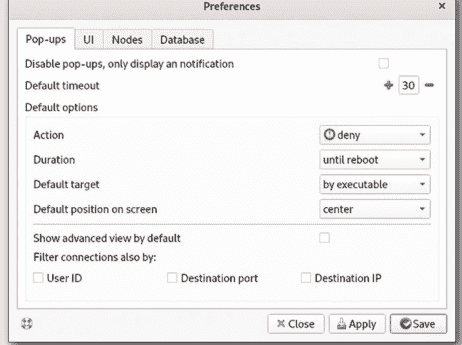 Preferences ×
Pop-ups UI Nodes Database
Disable pop-ups, only display an notification
Default timeout + 30 −
Default options
Action deny
Duration until reboot
Default target by executable
Default position on screen center
Show advanced view by default
Filter connections also by:
User ID Destination port Destination IP
Close Apply Save